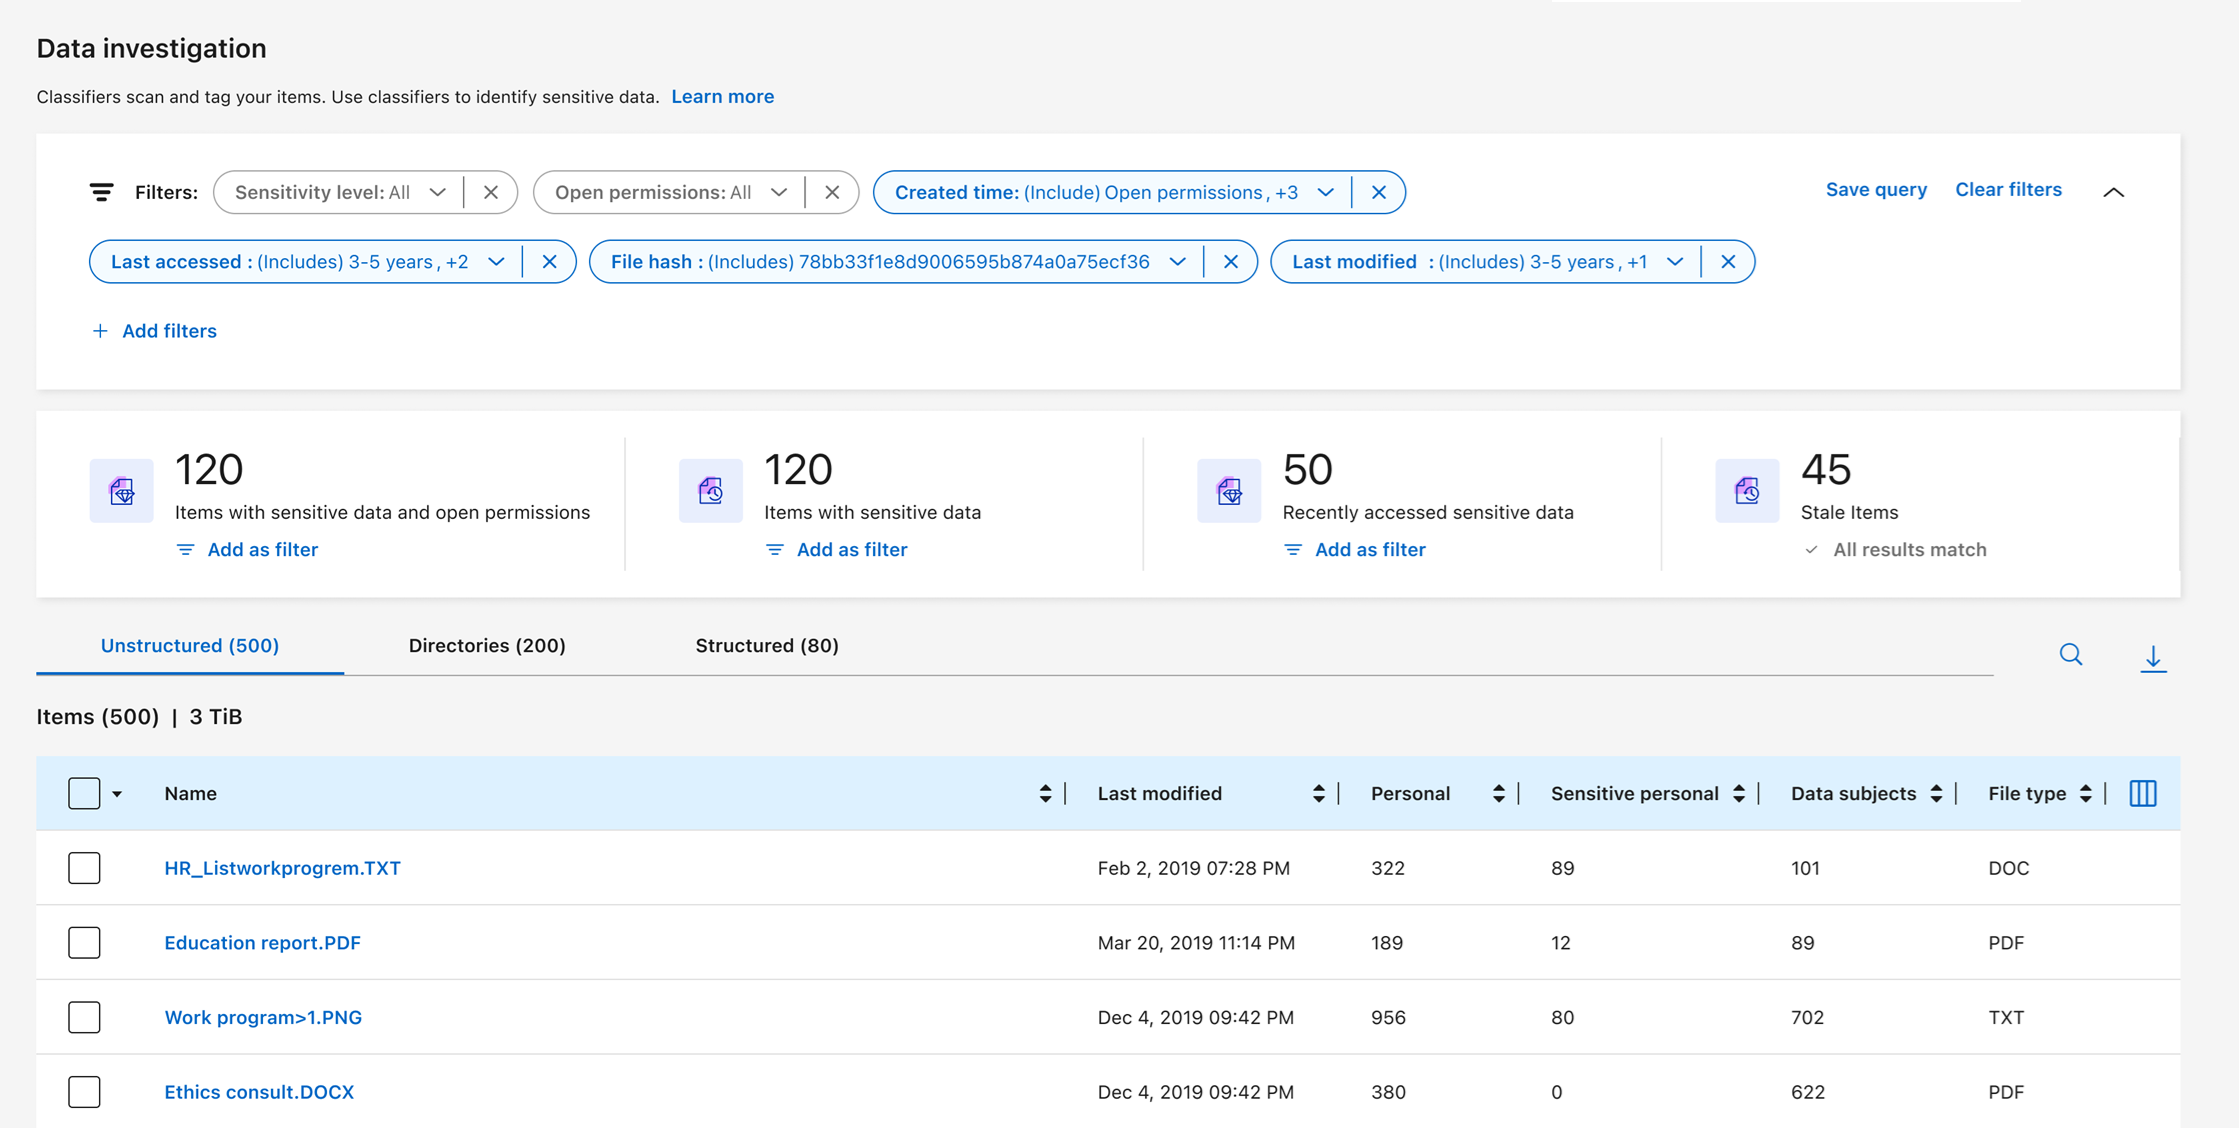 Data investigation
Classifiers scan and tag your items. Use classifiers to identify sensitive data. Learn more
Filters: Sensitivity level: All Open permissions: All Created time: (Include) Open permissions, +3 Save query Clear filters
Last accessed : (Includes) 3-5 years, +2 File hash : (Includes) 78bb33f1e8d9006595b874a0a75ecf36 Last modified : (Includes) 3-5 years, +1
Add filters
120 120 50 45
Items with sensitive data and open permissions Items with sensitive data Recently accessed sensitive data Stale Items
Add as filter Add as filter Add as filter All results match
Unstructured (500) Directories (200) Structured (80)
Items (500) | 3 TiB
Name Last modified Personal Sensitive personal Data subjects File type
HR_Listworkprogrem.TXT Feb 2, 2019 07:28 PM 322 89 101 DOC
Education report.PDF Mar 20, 2019 11:14 PM 189 12 89 PDF
Work program>1.PNG Dec 4, 2019 09:42 PM 956 80 702 TXT
Ethics consult.DOCX Dec 4, 2019 09:42 PM 380 0 622 PDF